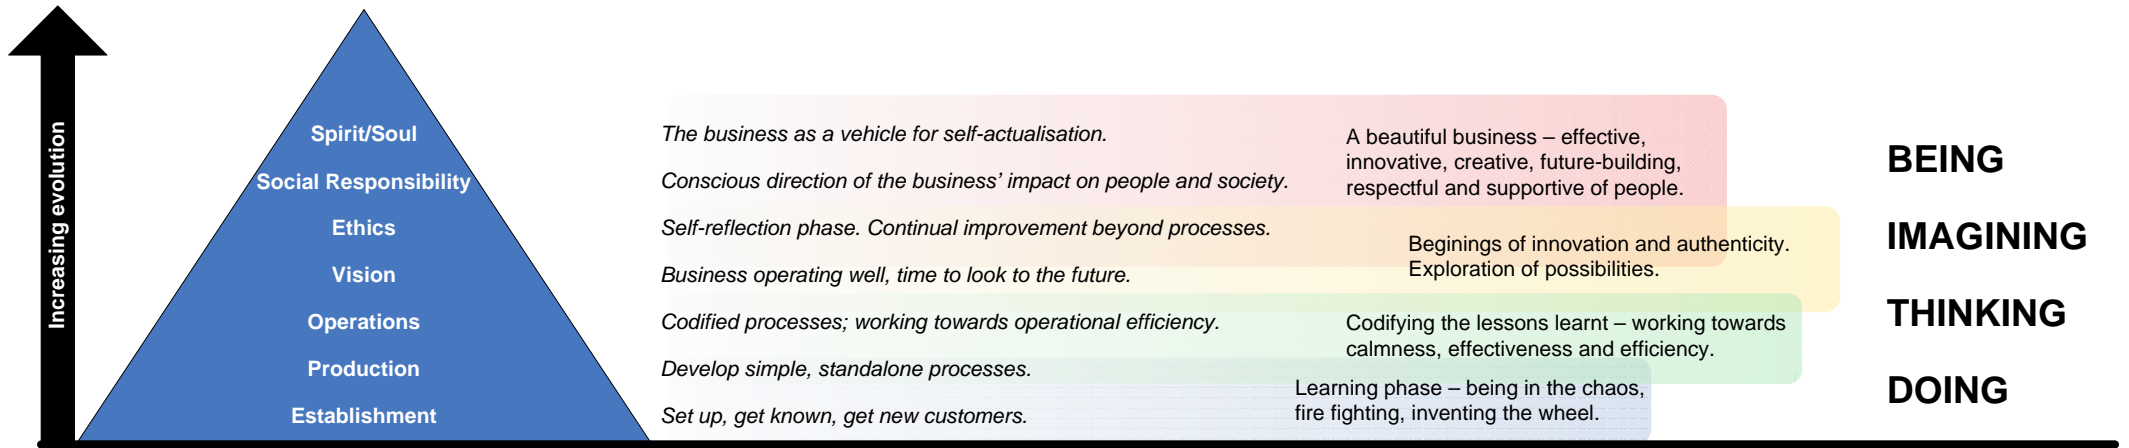 Increasing evolution
Spirit/Soul
Social Responsibility
Ethics
Vision
Operations
Production
Establishment
The business as a vehicle for self-actualisation.
Conscious direction of the business’ impact on people and society.
Self-reflection phase. Continual improvement beyond processes.
Business operating well, time to look to the future.
Codified processes; working towards operational efficiency.
Develop simple, standalone processes.
Set up, get known, get new customers.
A beautiful business – effective,
innovative, creative, future-building,
respectful and supportive of people.
Beginings of innovation and authenticity.
Exploration of possibilities.
Codifying the lessons learnt – working towards
calmness, effectiveness and efficiency.
Learning phase – being in the chaos,
fire fighting, inventing the wheel.
BEING
IMAGINING
THINKING
DOING